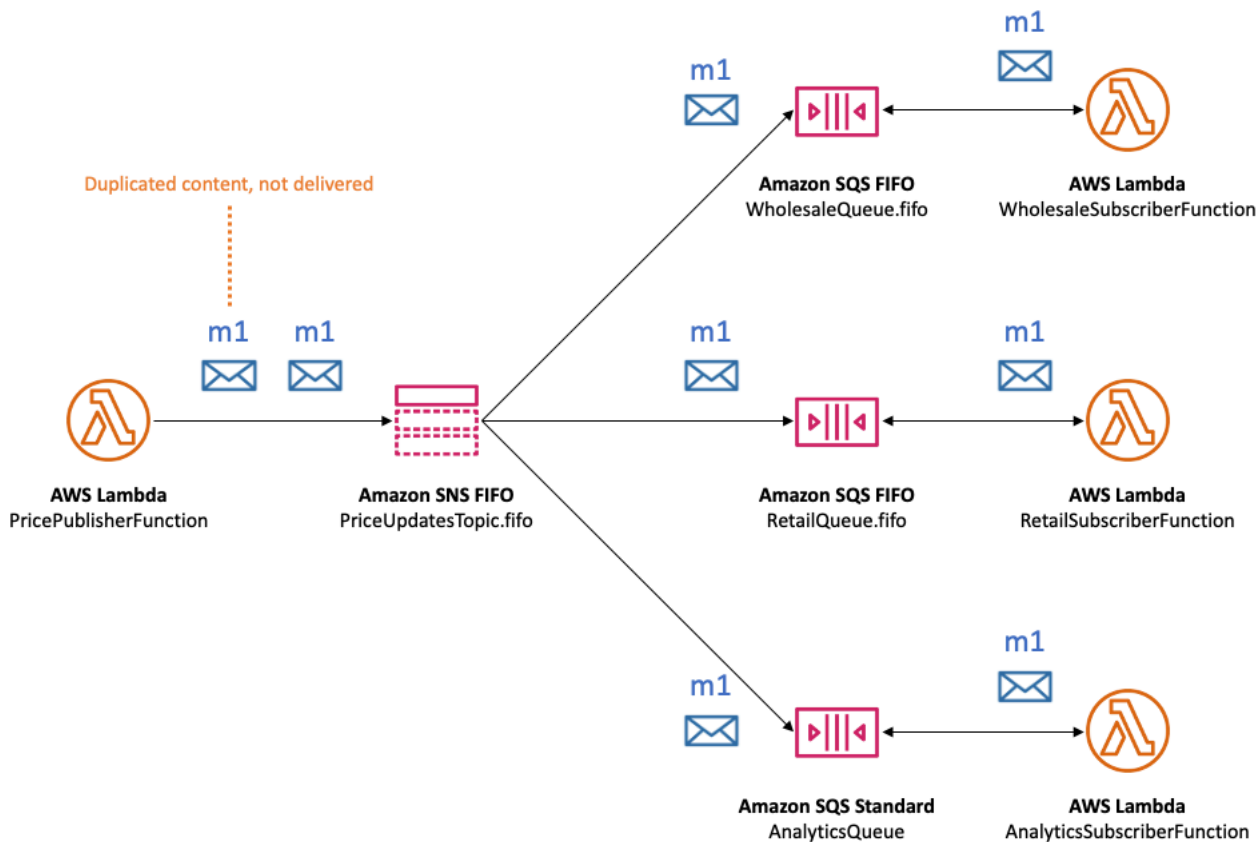 m1
m1
Amazon SQS FIFO
WholesaleQueue.fifo
AWS Lambda
WholesaleSubscriberFunction
Duplicated content, not delivered
m1
m1
m1
m1
AWS Lambda
PricePublisherFunction
Amazon SNS FIFO
PriceUpdatesTopic.fifo
Amazon SQS FIFO
RetailQueue.fifo
AWS Lambda
RetailSubscriberFunction
m1
m1
Amazon SQS Standard
AnalyticsQueue
AWS Lambda
AnalyticsSubscriberFunction